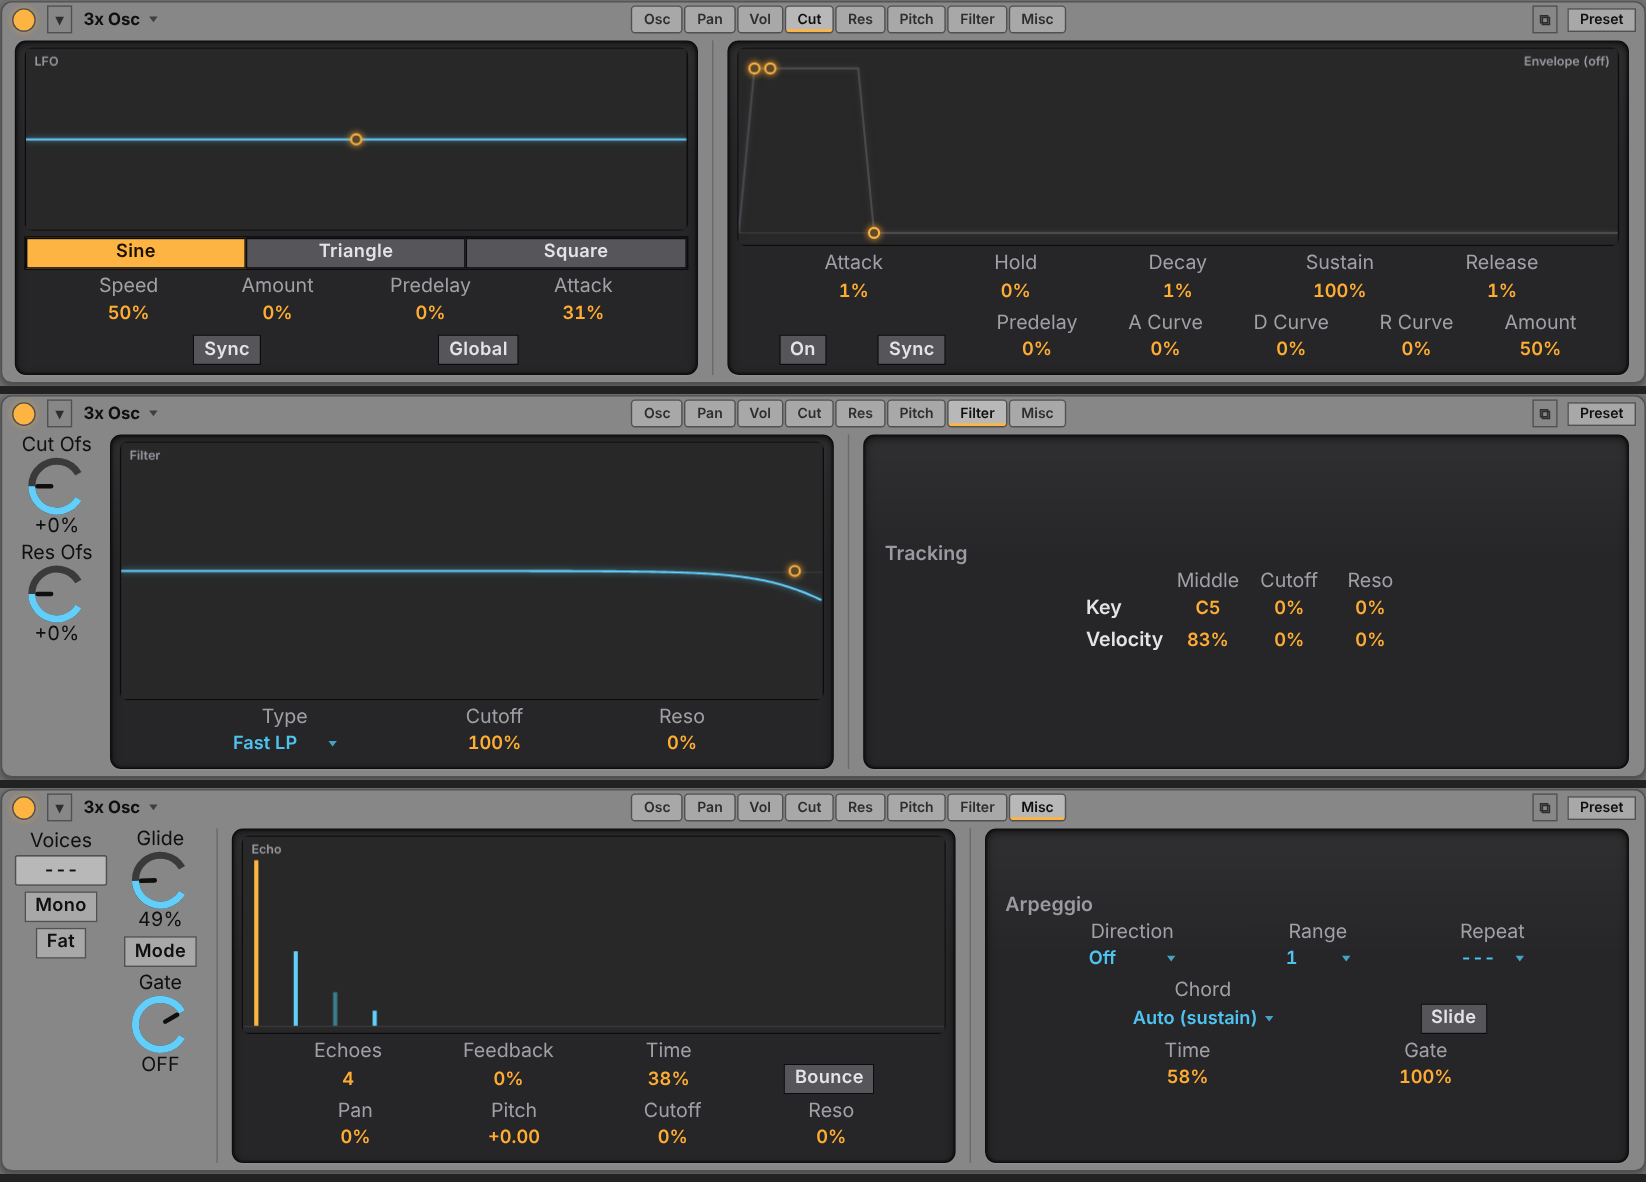 3x Osc
Osc Pan Vol Cut Res Pitch Filter Misc
Preset
LFO
Sine Triangle Square
Speed Amount Predelay Attack
50% 0% 0% 31%
Sync Global
Envelope (off)
Attack Hold Decay Sustain Release
1% 0% 1% 100% 1%
Predelay A Curve D Curve R Curve Amount
On Sync 0% 0% 0% 0% 50%
3x Osc
Osc Pan Vol Cut Res Pitch Filter Misc
Preset
Cut Ofs
+0%
Res Ofs
+0%
Filter
Type Cutoff Reso
Fast LP 100% 0%
Tracking
Middle Cutoff Reso
Key C5 0% 0%
Velocity 83% 0% 0%
3x Osc
Osc Pan Vol Cut Res Pitch Filter Misc
Preset
Voices
---
Mono
Fat
Glide
49%
Mode
Gate
OFF
Echo
Echoes Feedback Time
4 0% 38% Bounce
Pan Pitch Cutoff Reso
0% +0.00 0% 0%
Arpeggio
Direction Range Repeat
Off 1 ---
Chord
Auto (sustain) Slide
Time Gate
58% 100%